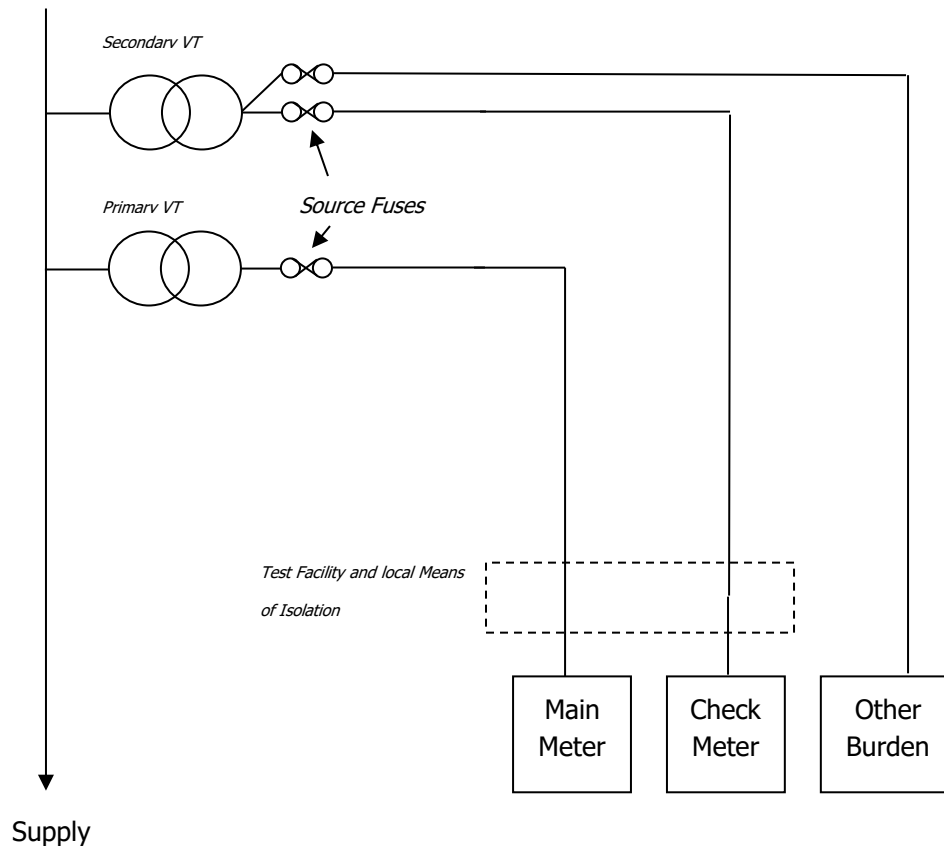 Secondary VT
Primary VT
Source Fuses
Test Facility and local Means
of Isolation
Main
Meter
Check
Meter
Other
Burden
Supply